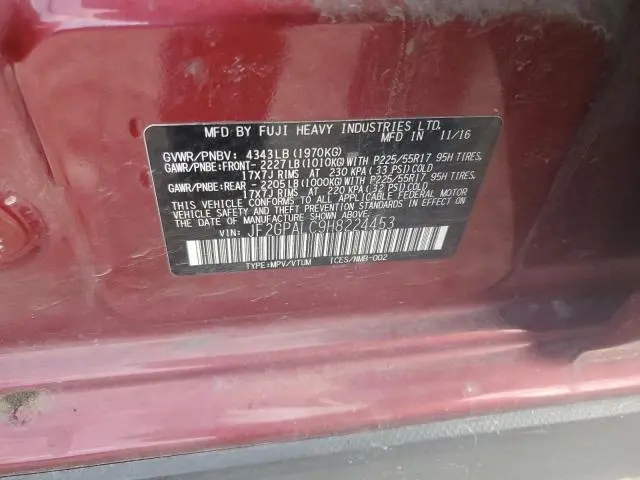 MFD BY FUJI HEAVY INDUSTRIES LTD. MFD IN 11/16
GVWR/PNBV: 4343LB (1970KG)
GAWR/PNBE:FRONT- 2227LB(1010KG) WITH P225/55R17 95H TIRES,
17X7J RIMS AT 230 KPA(33 PSI) COLD
GAWR/PNBE:REAR - 2205LB(1000KG) WITH P225/55R17 95H TIRES,
17X7J RIMS AT 220 KPA(32 PSI) COLD
THIS VEHICLE CONFORMS TO ALL APPLICABLE FEDERAL MOTOR
VEHICLE SAFETY, BUMPER, AND THEFT PREVENTION STANDARDS IN EFFECT ON
THE DATE OF MANUFACTURE SHOWN ABOVE.
VIN: JF2GPALC9H8224453
TYPE:MPV/VTUM ICES/NMB-002